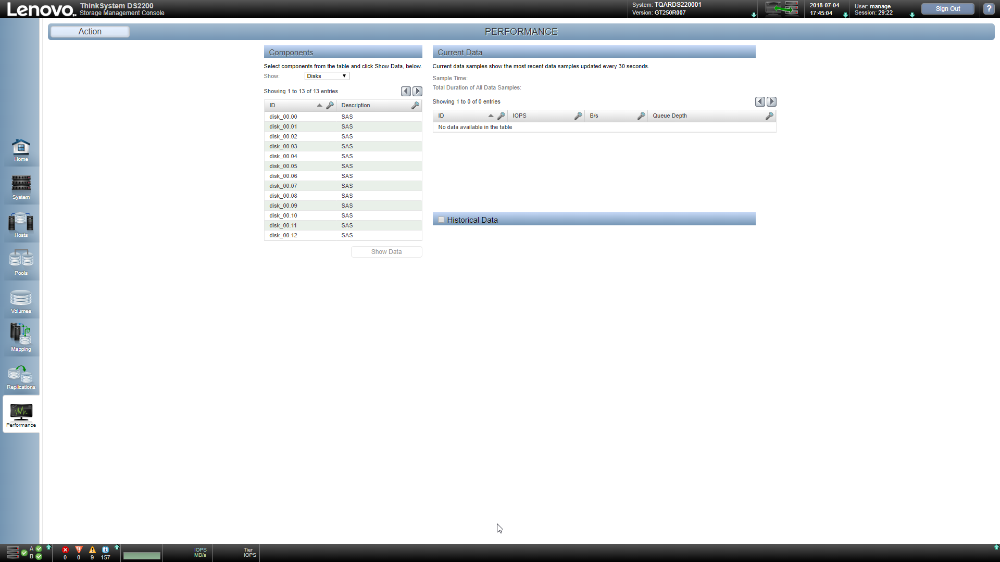 Lenovo
ThinkSystem DS2200
Storage Management Console
System: TQARDS220001
Version: GT250R007
2018-07-04
17:45:04
User: manage
Session: 29:22
Sign Out
?
Action
PERFORMANCE
Components
Select components from the table and click Show Data, below.
Show: Disks
Showing 1 to 13 of 13 entries
ID Description
disk_00.00 SAS
disk_00.01 SAS
disk_00.02 SAS
disk_00.03 SAS
disk_00.04 SAS
disk_00.05 SAS
disk_00.06 SAS
disk_00.07 SAS
disk_00.08 SAS
disk_00.09 SAS
disk_00.10 SAS
disk_00.11 SAS
disk_00.12 SAS
Show Data
Current Data
Current data samples show the most recent data samples updated every 30 seconds.
Sample Time:
Total Duration of All Data Samples:
Showing 1 to 0 of 0 entries
ID IOPS B/s Queue Depth
No data available in the table
Historical Data
Home
System
Hosts
Pools
Volumes
Mapping
Replications
Performance
A
B
0 0 9 157
IOPS
MB/s
Tier
IOPS